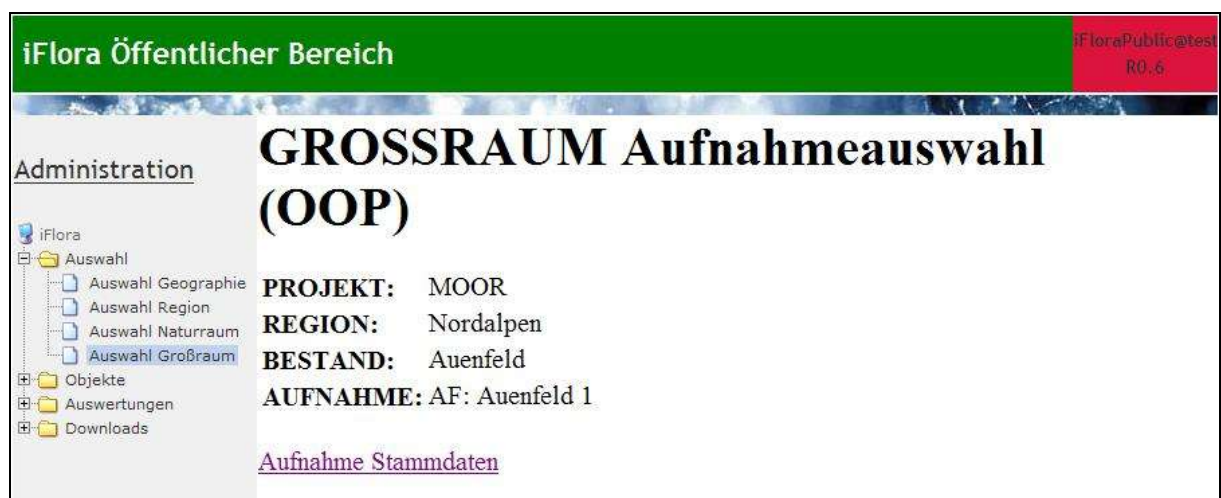 iFlora Öffentlicher Bereich
iFloraPublic@test
R0.6
Administration
iFlora
Auswahl
Auswahl Geographie
Auswahl Region
Auswahl Naturraum
Auswahl Großraum
Objekte
Auswertungen
Downloads
GROSSRAUM Aufnahmeauswahl
(OOP)
PROJEKT: MOOR
REGION: Nordalpen
BESTAND: Auenfeld
AUFNAHME: AF: Auenfeld 1
Aufnahme Stammdaten